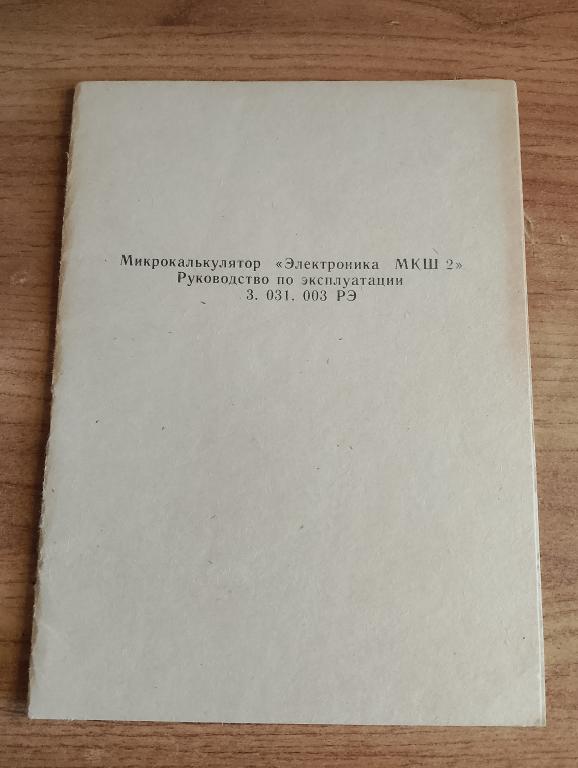 Микрокалькулятор «Электроника МКШ 2»
Руководство по эксплуатации
3. 031. 003 РЭ